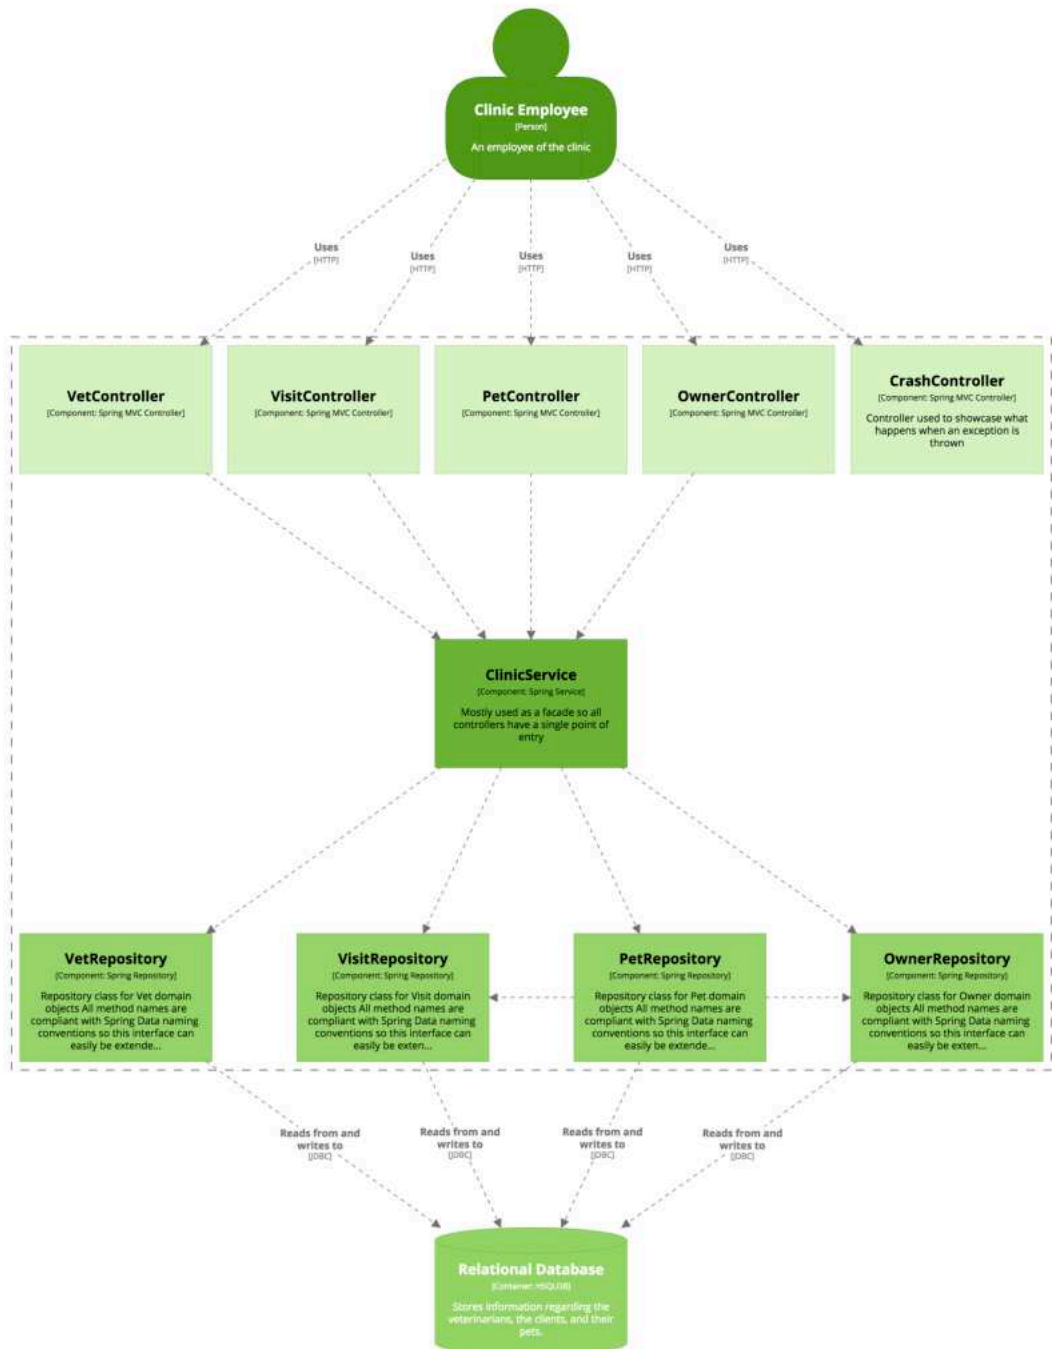 Clinic Employee
[Person]
An employee of the clinic
Uses
[HTTP]
Uses
[HTTP]
Uses
[HTTP]
Uses
[HTTP]
Uses
[HTTP]
VetController
[Component: Spring MVC Controller]
VisitController
[Component: Spring MVC Controller]
PetController
[Component: Spring MVC Controller]
OwnerController
[Component: Spring MVC Controller]
CrashController
[Component: Spring MVC Controller]
Controller used to showcase what
happens when an exception is
thrown
ClinicService
[Component: Spring Service]
Mostly used as a facade so all
controllers have a single point of
entry
VetRepository
[Component: Spring Repository]
Repository class for Vet domain
objects All method names are
compliant with Spring Data naming
conventions so this interface can
easily be extende...
VisitRepository
[Component: Spring Repository]
Repository class for Visit domain
objects All method names are
compliant with Spring Data naming
conventions so this interface can
easily be exten...
PetRepository
[Component: Spring Repository]
Repository class for Pet domain
objects All method names are
compliant with Spring Data naming
conventions so this interface can
easily be extende...
OwnerRepository
[Component: Spring Repository]
Repository class for Owner domain
objects All method names are
compliant with Spring Data naming
conventions so this interface can
easily be exten...
Reads from and
writes to
[JDBC]
Reads from and
writes to
[JDBC]
Reads from and
writes to
[JDBC]
Reads from and
writes to
[JDBC]
Relational Database
[Container: HSQLDB]
Stores information regarding the
veterinarians, the clients, and their
pets.